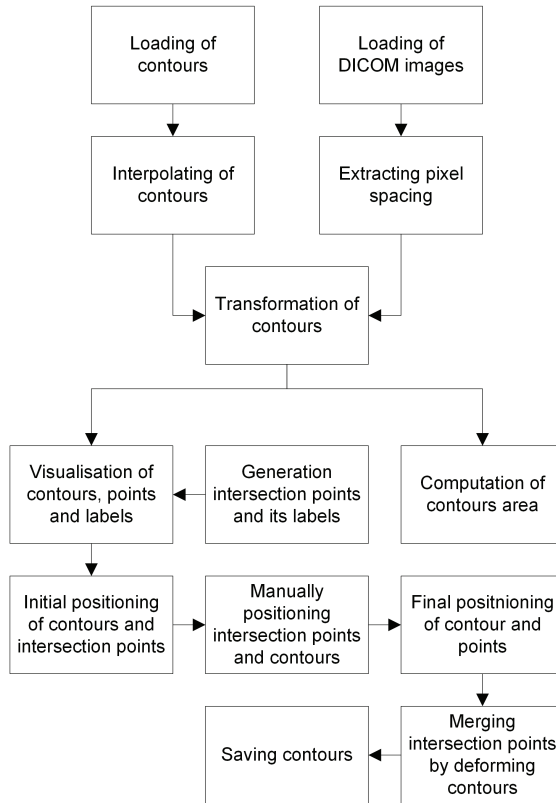 Loading of
contours
Loading of
DICOM images
Interpolating of
contours
Extracting pixel
spacing
Transformation of
contours
Visualisation of
contours, points
and labels
Generation
intersection points
and its labels
Computation of
contours area
Initial positioning
of contours and
intersection points
Manually
positioning
intersection points
and contours
Final positnioning
of contour and
points
Saving contours
Merging
intersection points
by deforming
contours